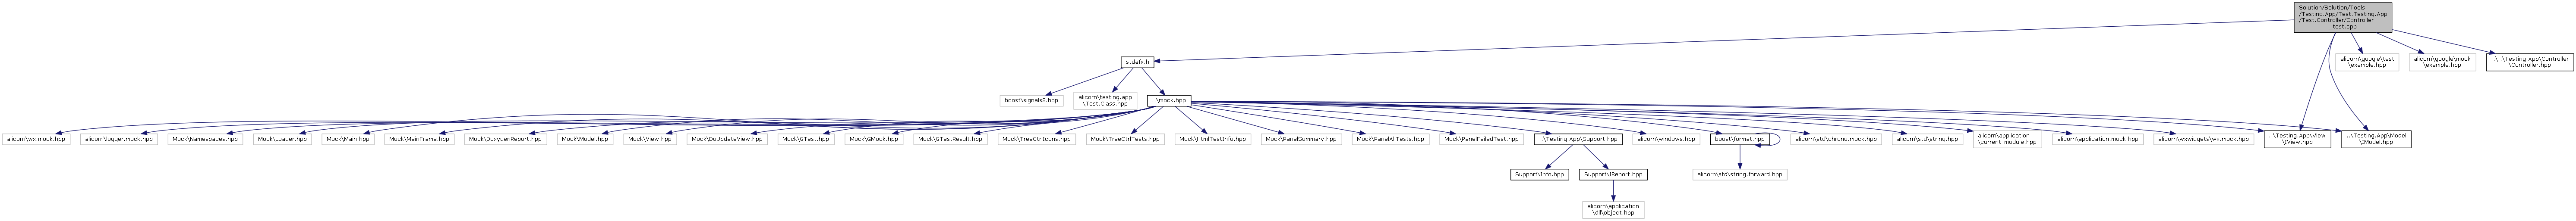 Solution/Solution/Tools
/Testing.App/Test.Testing.App
/Test.Controller/Controller
_test.cpp
stdafx.h
alicorn\google\test
\example.hpp
alicorn\google\mock
\example.hpp
..\..\Testing.App\Controller
\Controller.hpp
boost\signals2.hpp
alicorn\testing.app
\Test.Class.hpp
..\mock.hpp
alicorn\wx.mock.hpp
alicorn\logger.mock.hpp
Mock\Namespaces.hpp
Mock\Loader.hpp
Mock\Main.hpp
Mock\MainFrame.hpp
Mock\DoxygenReport.hpp
Mock\Model.hpp
Mock\View.hpp
Mock\DoUpdateView.hpp
Mock\GTest.hpp
Mock\GMock.hpp
Mock\GTestResult.hpp
Mock\TreeCtrlIcons.hpp
Mock\TreeCtrlTests.hpp
Mock\HtmlTestInfo.hpp
Mock\PanelSummary.hpp
Mock\PanelAllTests.hpp
Mock\PanelFailedTest.hpp
..\Testing.App\Support.hpp
alicorn\windows.hpp
boost\format.hpp
alicorn\std\chrono.mock.hpp
alicorn\std\string.hpp
alicorn\application
\current-module.hpp
alicorn\application.mock.hpp
alicorn\wxwidgets\wx.mock.hpp
..\Testing.App\View
\IView.hpp
..\Testing.App\Model
\IModel.hpp
Support\Info.hpp
Support\IReport.hpp
alicorn\std\string.forward.hpp
alicorn\application
\dll\object.hpp